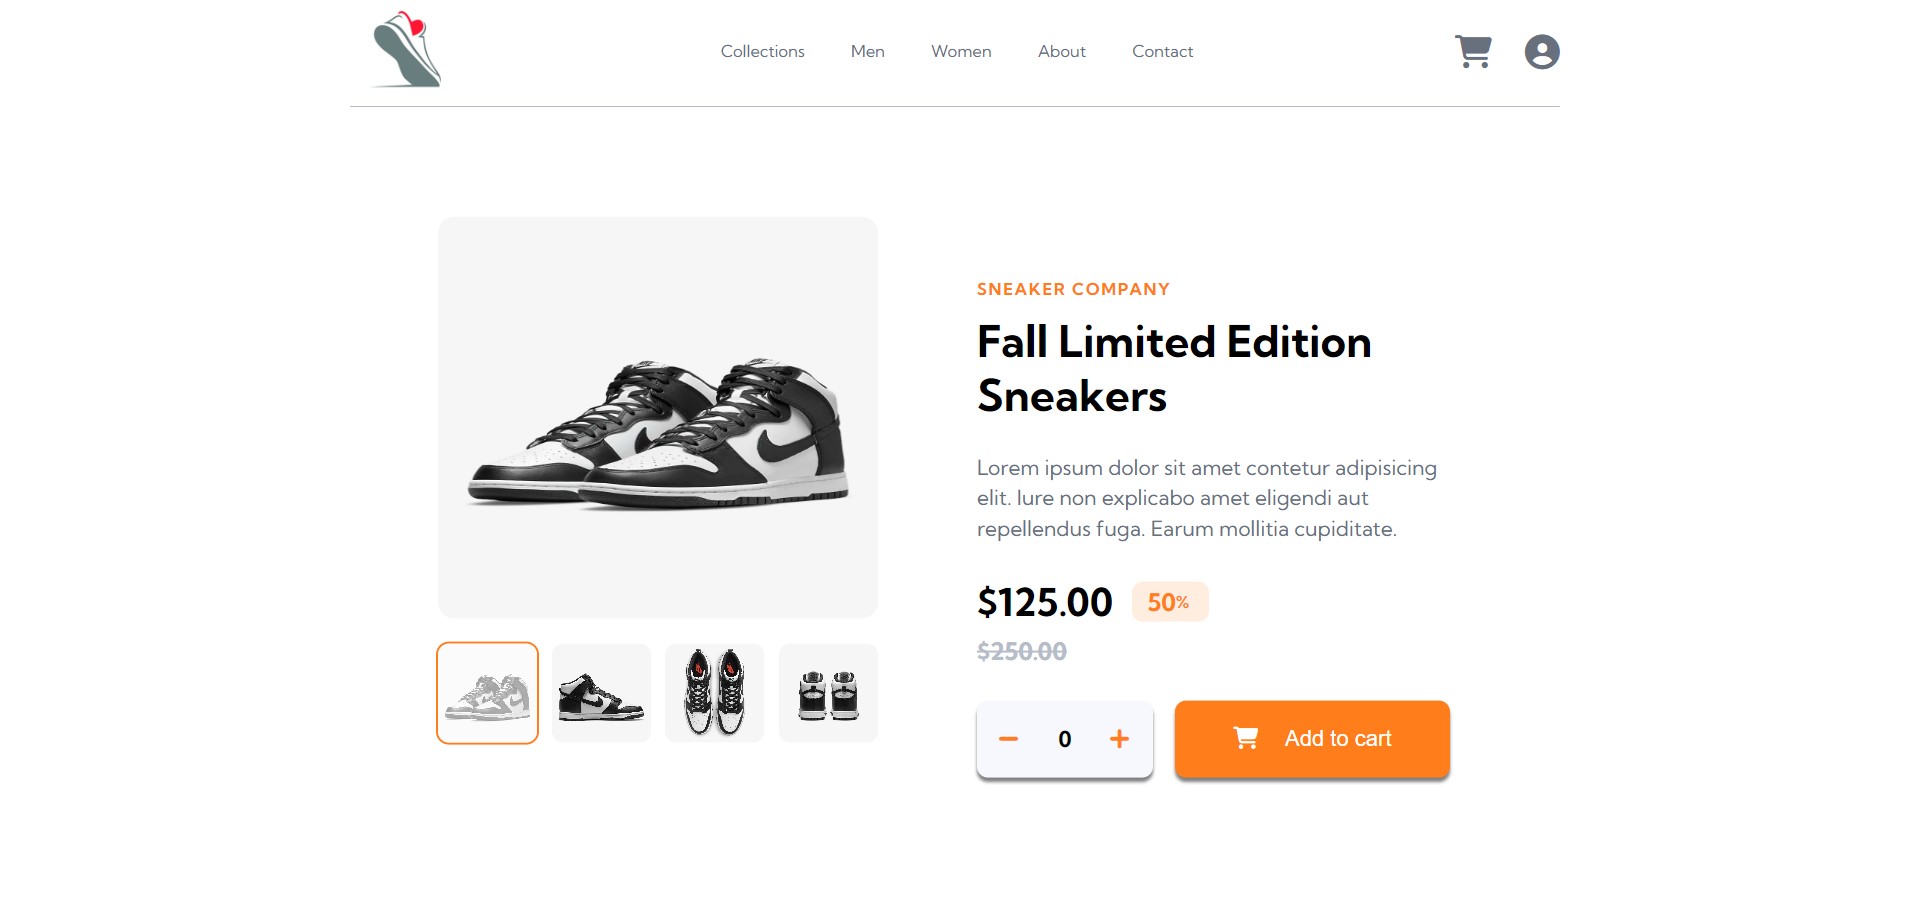 Collections Men Women About Contact
SNEAKER COMPANY
Fall Limited Edition
Sneakers
Lorem ipsum dolor sit amet contetur adipisicing
elit. Iure non explicabo amet eligendi aut
repellendus fuga. Earum mollitia cupiditate.
$125.00 50%
$250.00
0 Add to cart